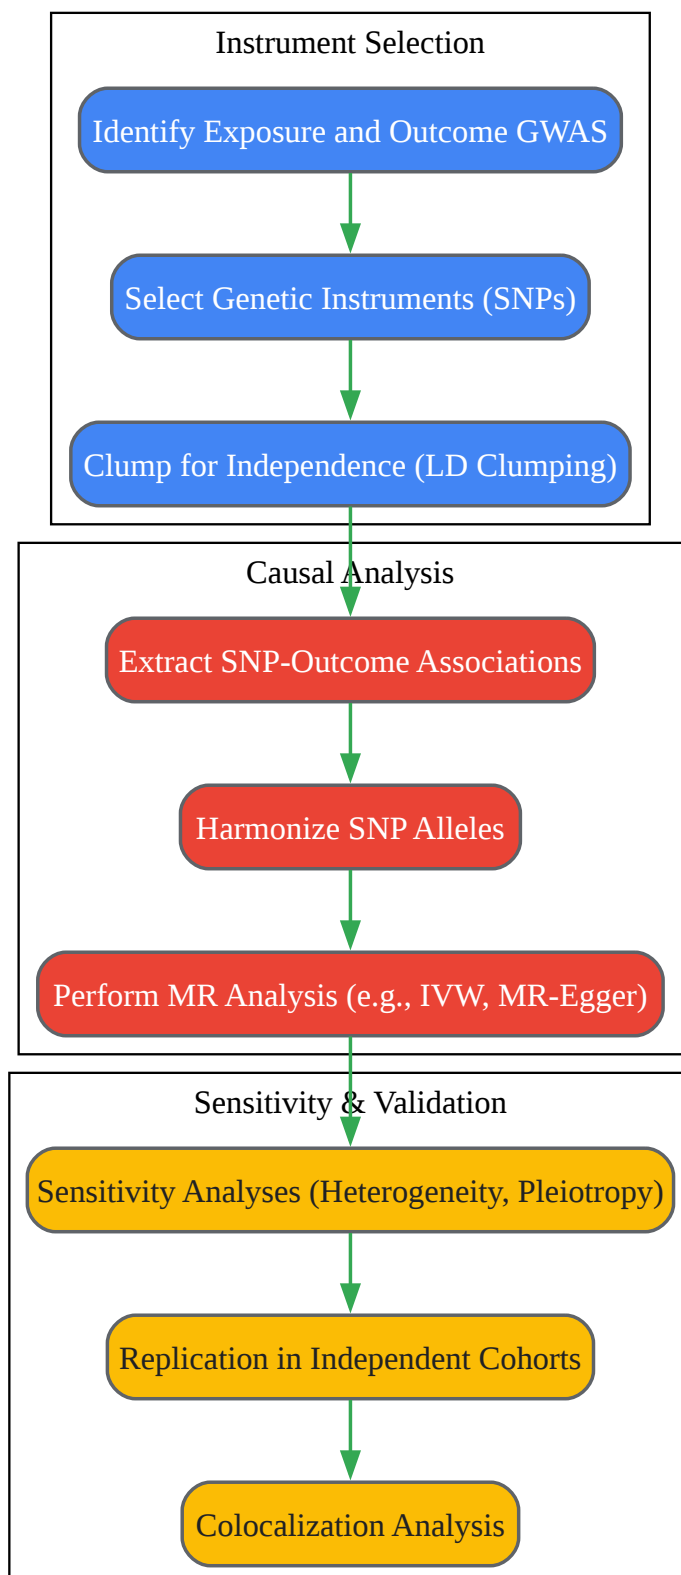 Instrument Selection
Identify Exposure and Outcome GWAS
Select Genetic Instruments (SNPs)
Clump for Independence (LD Clumping)
Causal Analysis
Extract SNP-Outcome Associations
Harmonize SNP Alleles
Perform MR Analysis (e.g., IVW, MR-Egger)
Sensitivity & Validation
Sensitivity Analyses (Heterogeneity, Pleiotropy)
Replication in Independent Cohorts
Colocalization Analysis